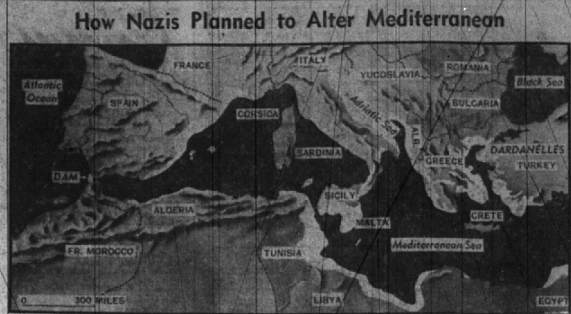 How Nazis Planned to Alter Mediterranean
FRANCE
ITALY
ROMANIA
YUGOSLAVIA
Atlantic
Ocean
Black Sea
SPAIN
CORSICA
Adriatic Sea
BULGARIA
ALB.
SARDINIA
GREECE
DARDANELLES
TURKEY
DAM
SICILY
ALGERIA
CRETE
MALTA
FR. MOROCCO
TUNISIA
Mediterranean Sea
0 300 MILES
LIBYA
EGYPT